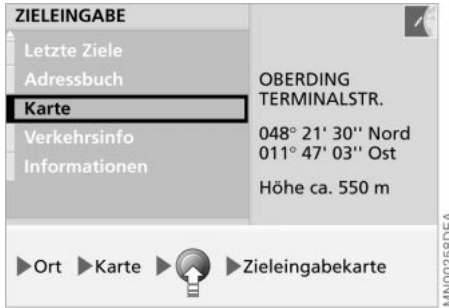 ZIELEINGABE
Letzte Ziele
Adressbuch
Karte
Verkehrsinfo
Informationen
OBERDING
TERMINALSTR.
048° 21' 30'' Nord
011° 47' 03'' Ost
Höhe ca. 550 m
Ort Karte Zieleingabekarte
MN00258DEA